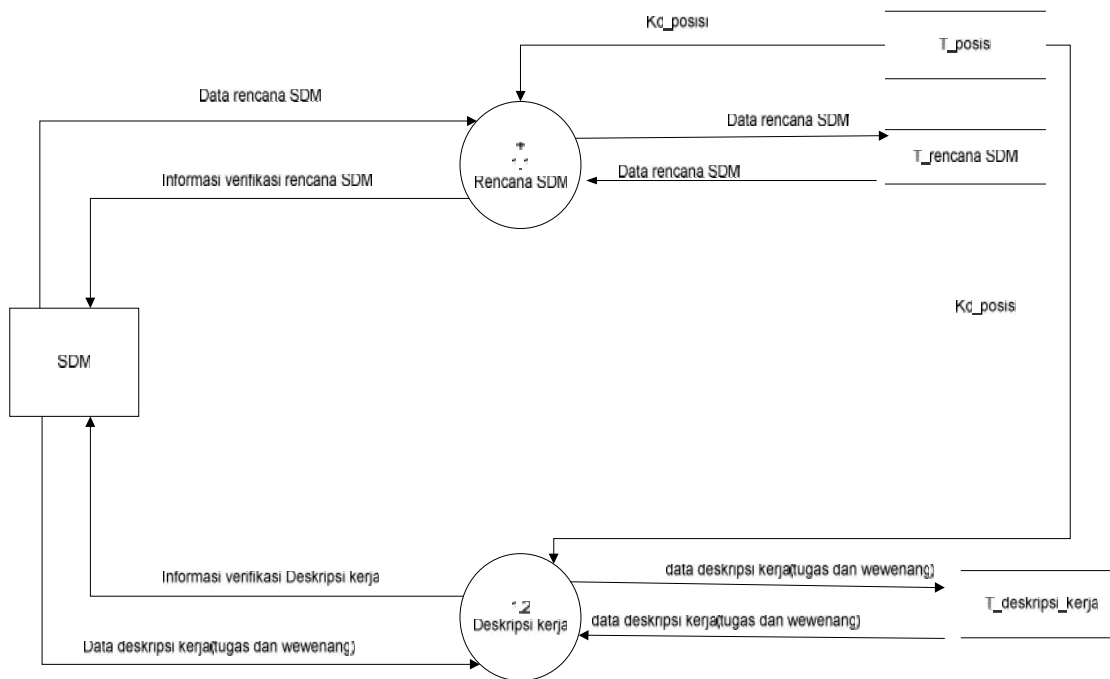 Kd_posisi
T_posisi
Data rencana SDM
Data rencana SDM
1.1
Rencana SDM
T_rencana SDM
Informasi verifikasi rencana SDM
Data rencana SDM
Kd_posisi
SDM
Informasi verifikasi Deskripsi kerja
data deskripsi kerja(tugas dan wewenang)
1.2
Deskripsi kerja
T_deskripsi_kerja
data deskripsi kerja(tugas dan wewenang)
Data deskripsi kerja(tugas dan wewenang)